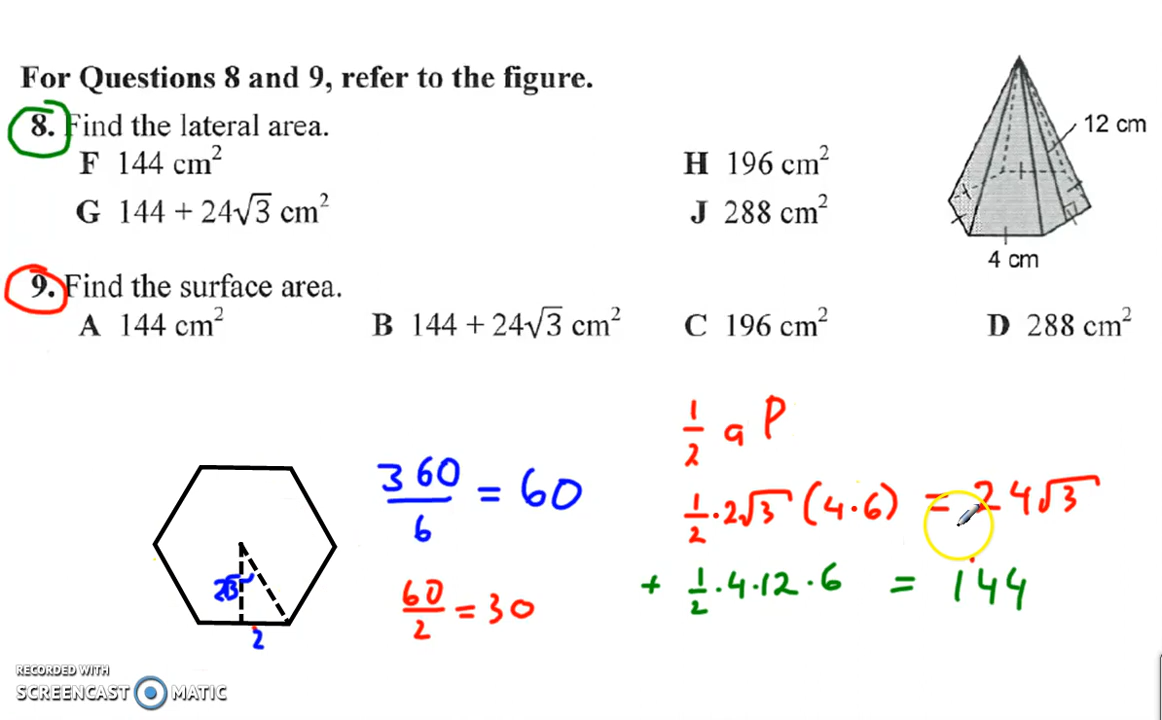 For Questions 8 and 9, refer to the figure.
8. Find the lateral area.
F 144 cm²
H 196 cm²
G 144 + 24√3 cm²
J 288 cm²
12 cm
4 cm
9. Find the surface area.
A 144 cm²
B 144 + 24√3 cm²
C 196 cm²
D 288 cm²
1/2 a P
360/6 = 60
1/2 · 2√3 (4 · 6) = 24√3
2√3
2
60/2 = 30
+ 1/2 · 4 · 12 · 6 = 144
RECORDED WITH
SCREENCAST MATIC